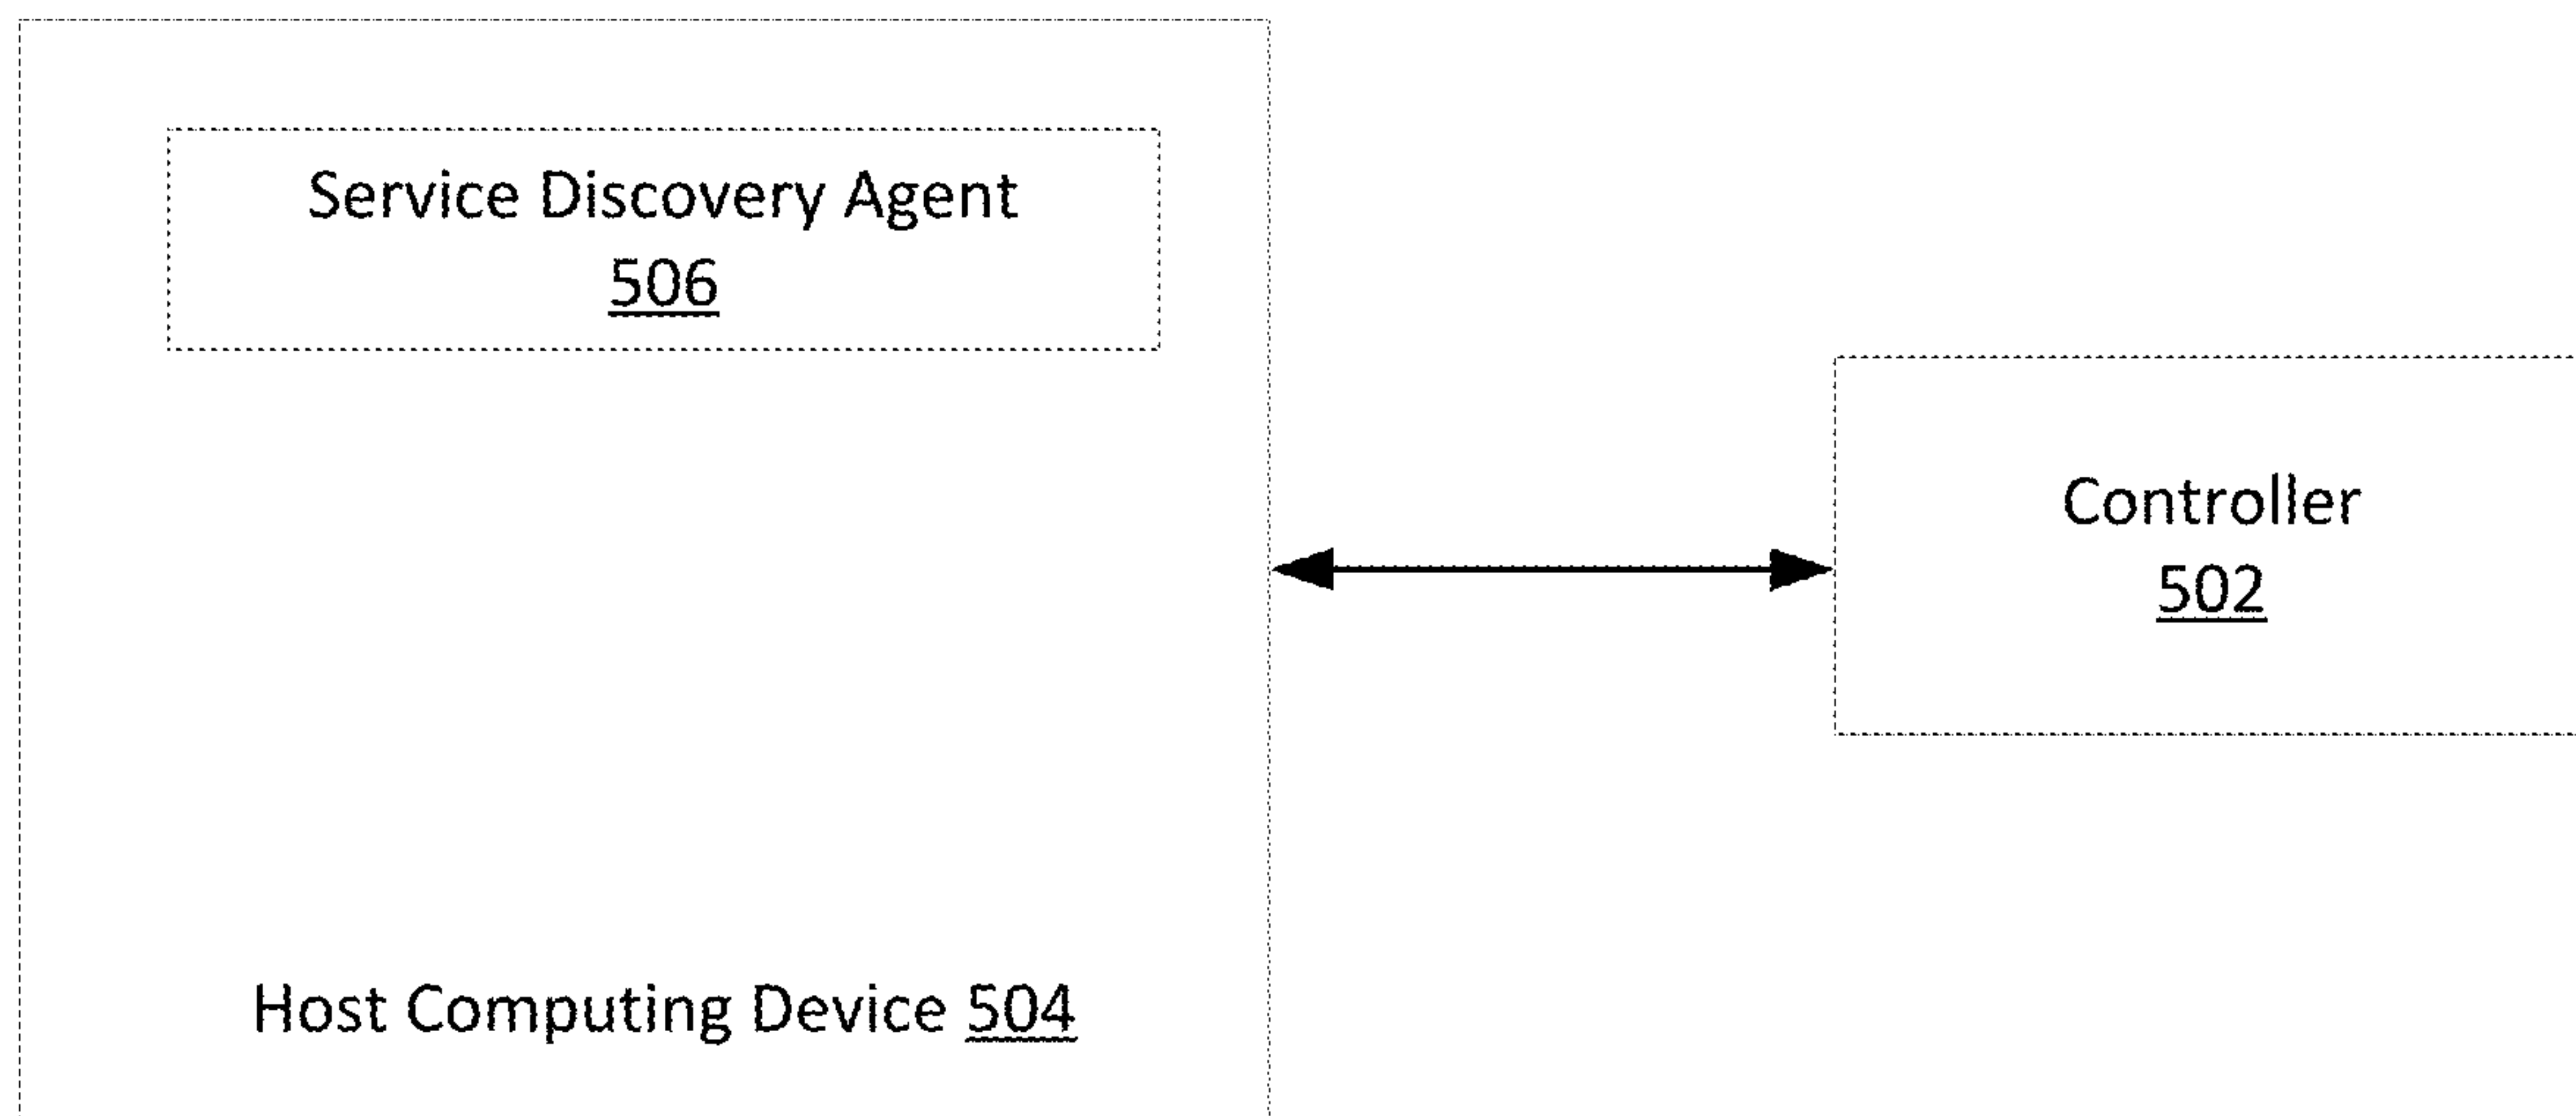 Service Discovery Agent
506
Controller
502
Host Computing Device 504